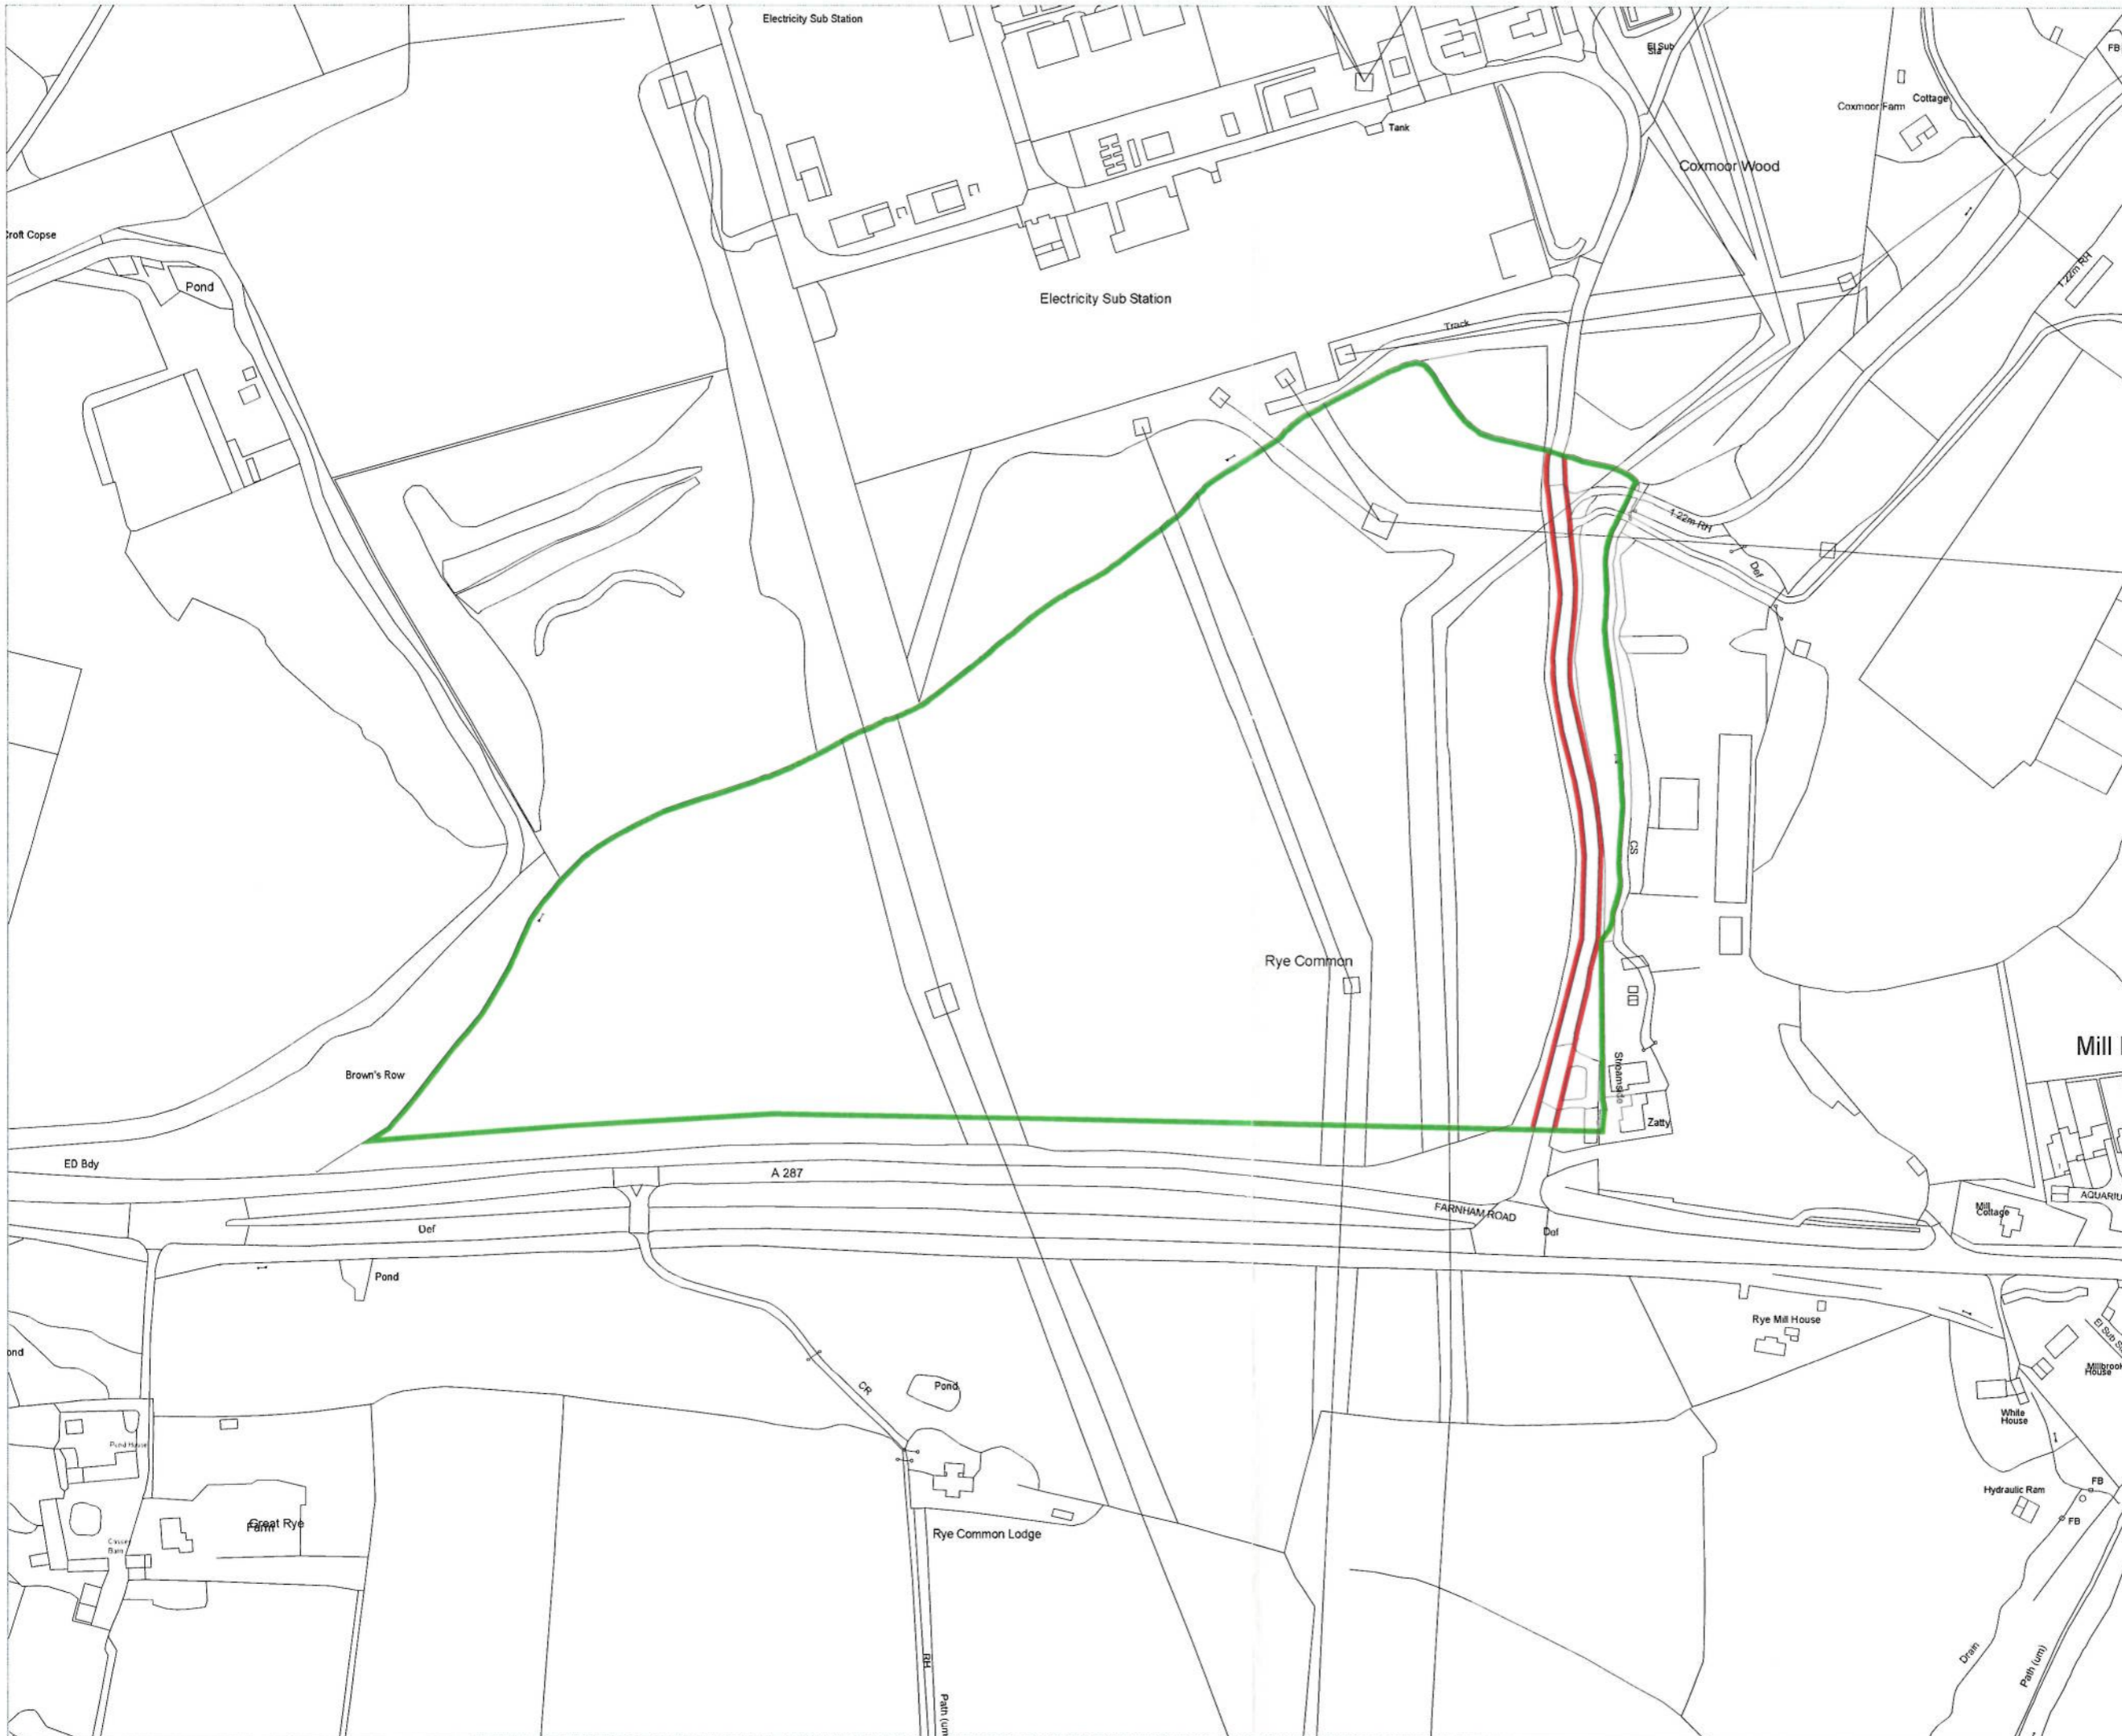 Electricity Sub Station
El Sub
Sta
FB
Coxmoor Farm
Cottage
Tank
Coxmoor Wood
Croft Copse
Pond
1.22m RH
Electricity Sub Station
Track
1.22m RH
Def
CS
Rye Common
Mill
Brown's Row
Streamside
Zatty
ED Bdy
A 287
AQUARIU
Mill
Cottage
FARNHAM ROAD
Def
Def
Pond
Rye Mill House
El Sub S
ond
Millbrook
House
CR
Pond
White
House
Pond House
Hydraulic Ram
FB
FB
Great Rye
Farm
Rye Common Lodge
Barn
Drain
RH
Path (um)
Path (um